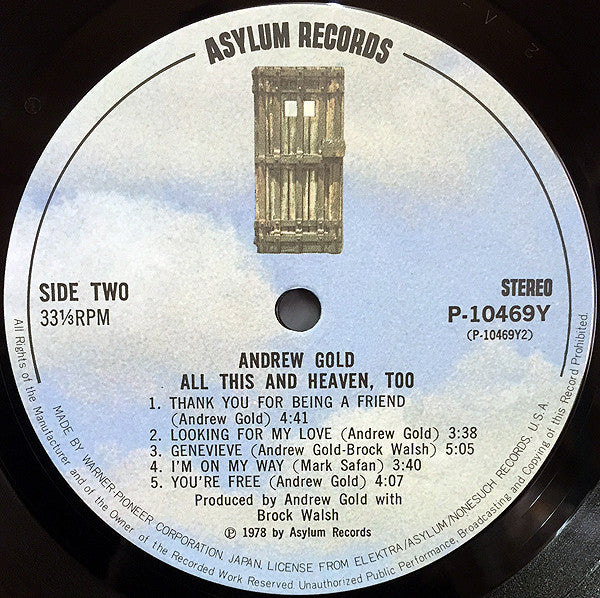 ASYLUM RECORDS
SIDE TWO
33⅓RPM
STEREO
P-10469Y
(P-10469Y2)
ANDREW GOLD
ALL THIS AND HEAVEN, TOO
1. THANK YOU FOR BEING A FRIEND
(Andrew Gold) 4:41
2. LOOKING FOR MY LOVE (Andrew Gold) 3:38
3. GENEVIEVE (Andrew Gold-Brock Walsh) 5:05
4. I'M ON MY WAY (Mark Safan) 3:40
5. YOU'RE FREE (Andrew Gold) 4:07
Produced by Andrew Gold with
Brock Walsh
Ⓟ 1978 by Asylum Records
MADE BY WARNER-PIONEER CORPORATION, JAPAN, LICENSE FROM ELEKTRA/ASYLUM/NONESUCH RECORDS, U.S.A.
All Rights of the Manufacturer and of the Owner of the Recorded Work Reserved. Unauthorized Public Performance, Broadcasting and Copying of this Record Prohibited.